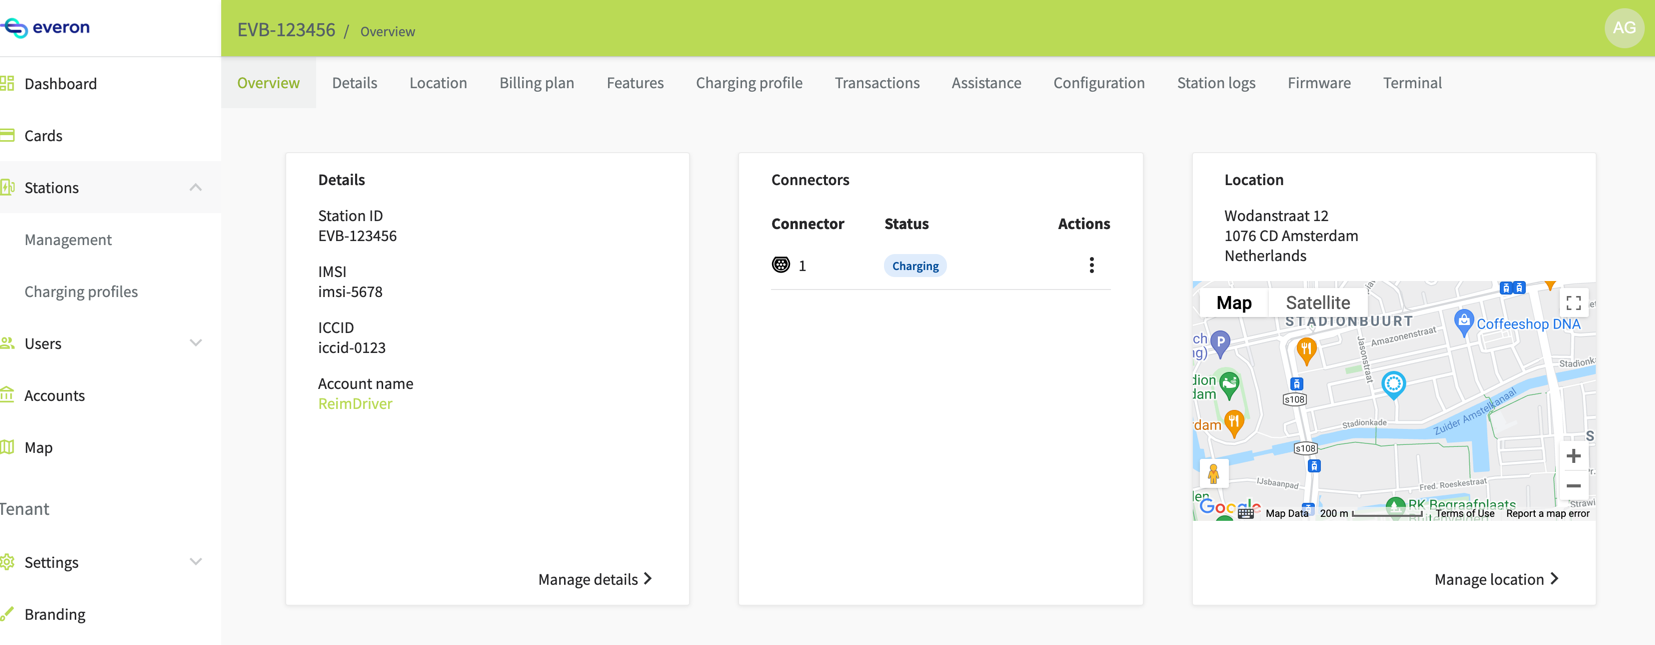 everon
EVB-123456 / Overview
AG
Dashboard
Cards
Stations
Management
Charging profiles
Users
Accounts
Map
Tenant
Settings
Branding
Overview Details Location Billing plan Features Charging profile Transactions Assistance Configuration Station logs Firmware Terminal
Details
Station ID
EVB-123456
IMSI
imsi-5678
ICCID
iccid-0123
Account name
ReimDriver
Manage details
Connectors
Connector Status Actions
1 Charging
Location
Wodanstraat 12
1076 CD Amsterdam
Netherlands
Map Satellite
STADIONBUURT
Coffeeshop DNA
Amazonenstraat
Jasonstraat
P
s108
Stadionkade
Zuider Amstelkanaal
s108
IJsbaanpad
Fred. Roeskestraat
RK Begraafplaats
Google
Map Data 200 m Terms of Use Report a map error
Manage location